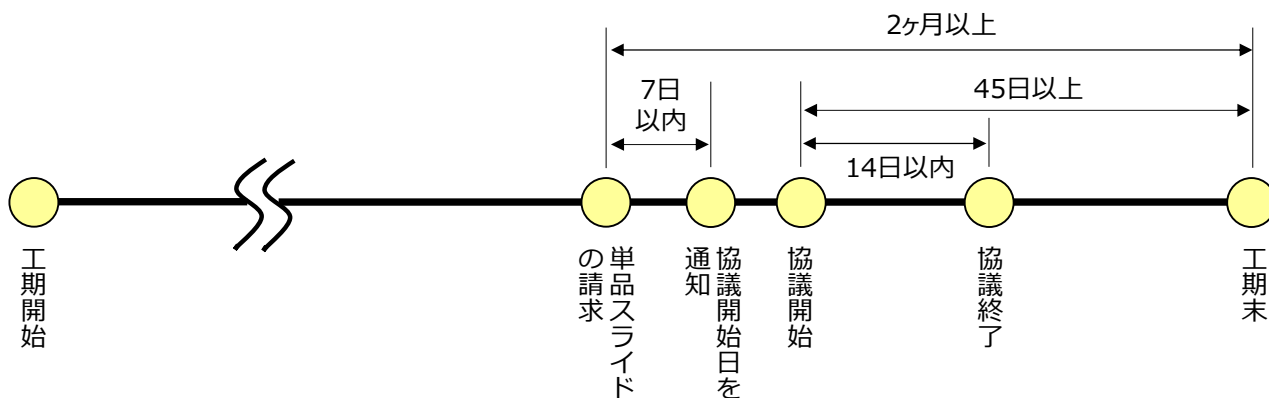 2ヶ月以上
7日
以内
45日以上
14日以内
工期開始
単品スライド
の請求
協議開始日を
通知
協議開始
協議終了
工期末